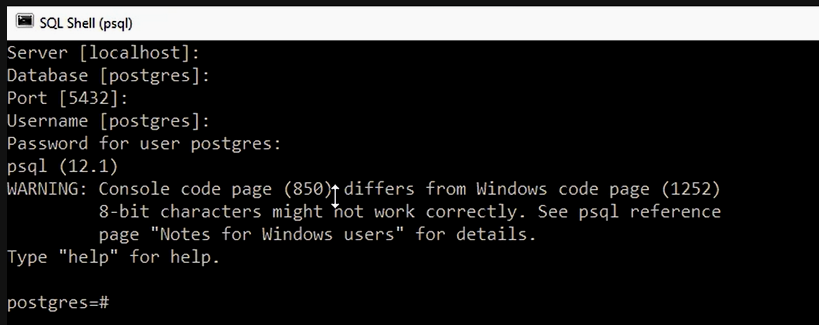 SQL Shell (psql)
Server [localhost]:
Database [postgres]:
Port [5432]:
Username [postgres]:
Password for user postgres:
psql (12.1)
WARNING: Console code page (850) differs from Windows code page (1252)
         8-bit characters might not work correctly. See psql reference
         page "Notes for Windows users" for details.
Type "help" for help.

postgres=#